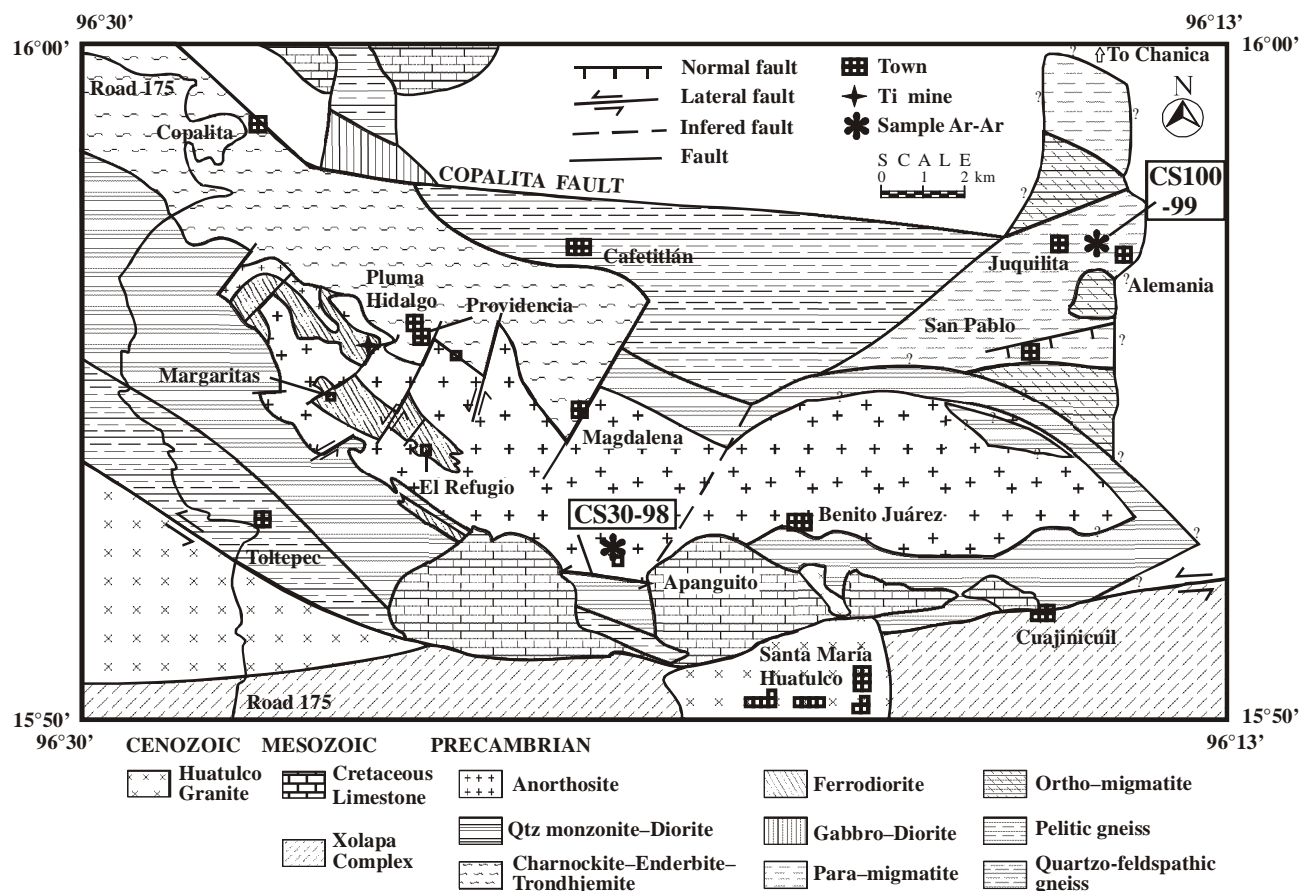 96°30’
96°13’
16°00’
16°00’
To Chanica
Normal fault
Town
Road 175
N
Lateral fault
Ti mine
Copalita
Infered fault
Sample Ar-Ar
Fault
S C A L E
0 1 2 km
COPALITA FAULT
CS100
-99
Cafetitlán
Juquilita
Pluma
Hidalgo
Alemania
Providencia
San Pablo
Margaritas
Magdalena
El Refugio
CS30-98
Benito Juárez
Toltepec
Apanguito
Cuajinicuil
Santa María
Huatulco
Road 175
15°50’
15°50’
96°30’
96°13’
CENOZOIC MESOZOIC PRECAMBRIAN
Huatulco
Granite
Cretaceous
Limestone
Anorthosite
Ferrodiorite
Ortho–migmatite
Qtz monzonite–Diorite
Gabbro–Diorite
Pelitic gneiss
Xolapa
Complex
Charnockite–Enderbite–
Trondhjemite
Para–migmatite
Quartzo-feldspathic
gneiss